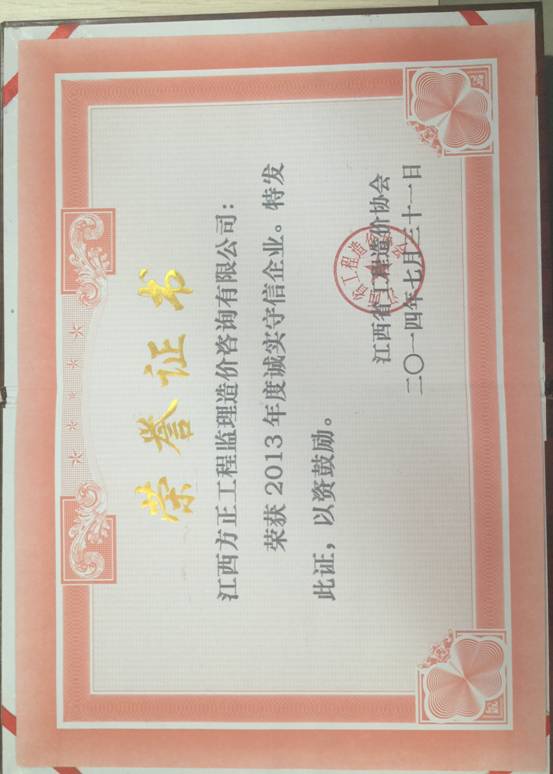 荣誉证书
江西方正工程监理造价咨询有限公司：
荣获2013年度诚实守信企业。特发
此证，以资鼓励。
江西省工程造价协会
二〇一四年七月三十一日